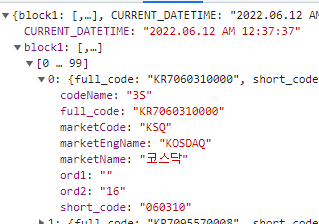 {block1: [,…], CURRENT_DATETIME: "2022.06.12 AM
CURRENT_DATETIME: "2022.06.12 AM 12:37:37"
block1: [,…]
[0 … 99]
0: {full_code: "KR7060310000", short_code:
codeName: "3S"
full_code: "KR7060310000"
marketCode: "KSQ"
marketEngName: "KOSDAQ"
marketName: "코스닥"
ord1: ""
ord2: "16"
short_code: "060310"
1: {full_code: "KR7095570008", short_code: